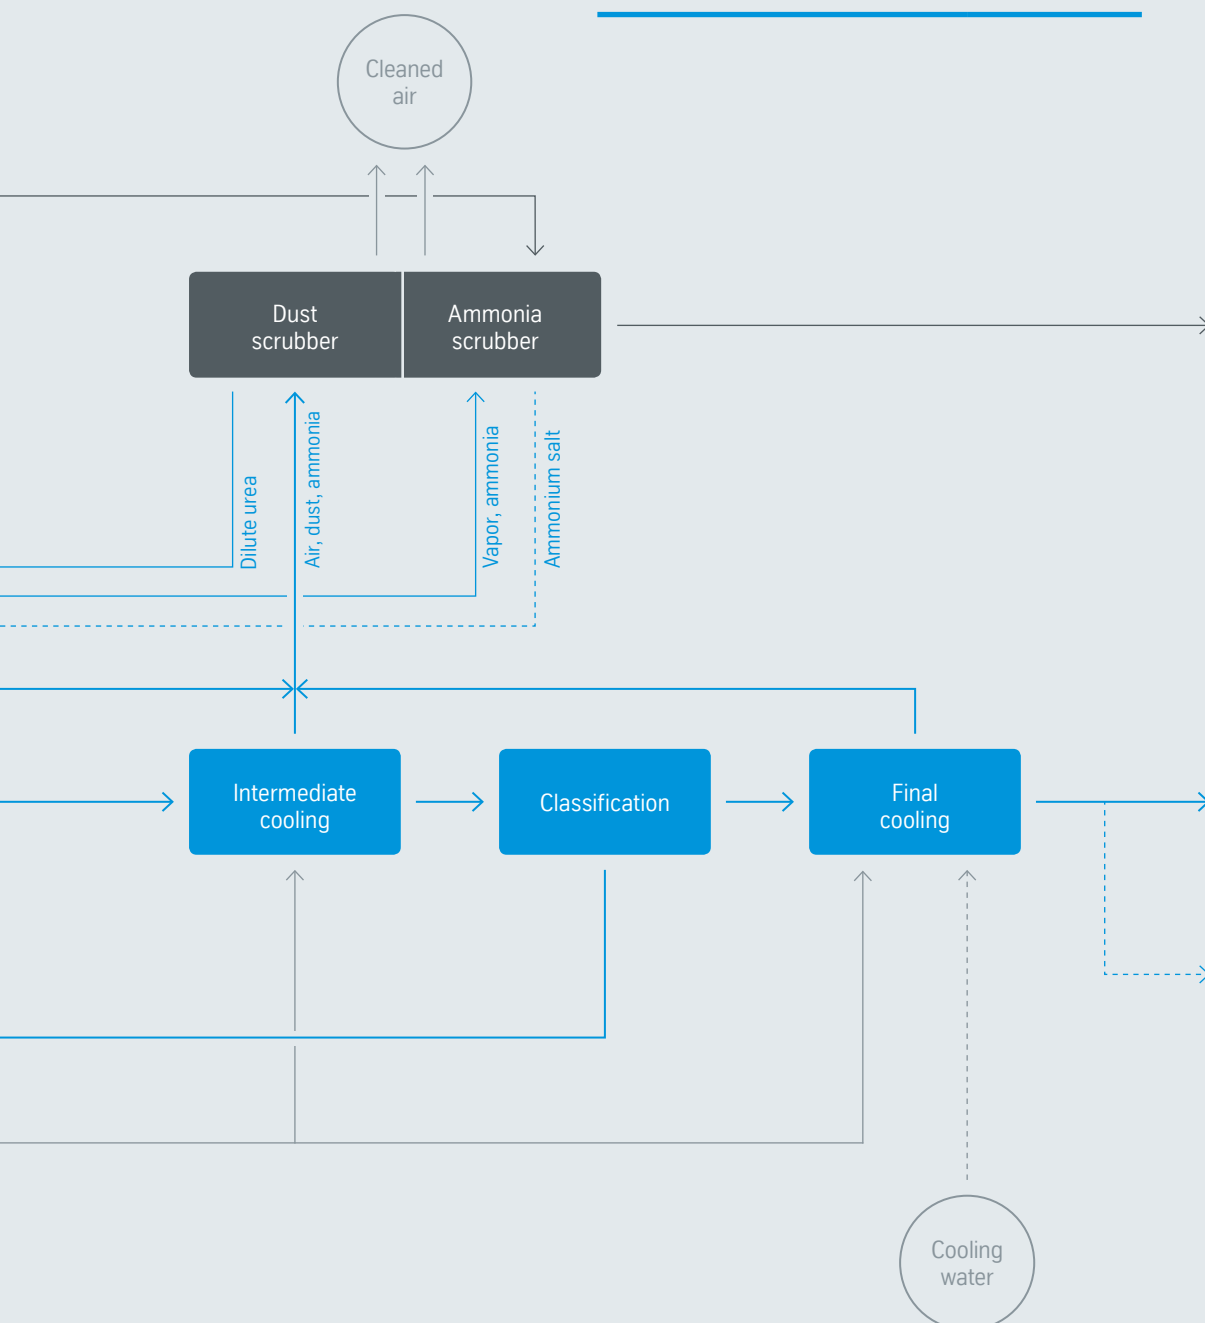 Cleaned
air
Dust
scrubber
Ammonia
scrubber
Dilute urea
Air, dust, ammonia
Vapor, ammonia
Ammonium salt
Intermediate
cooling
Classification
Final
cooling
Cooling
water